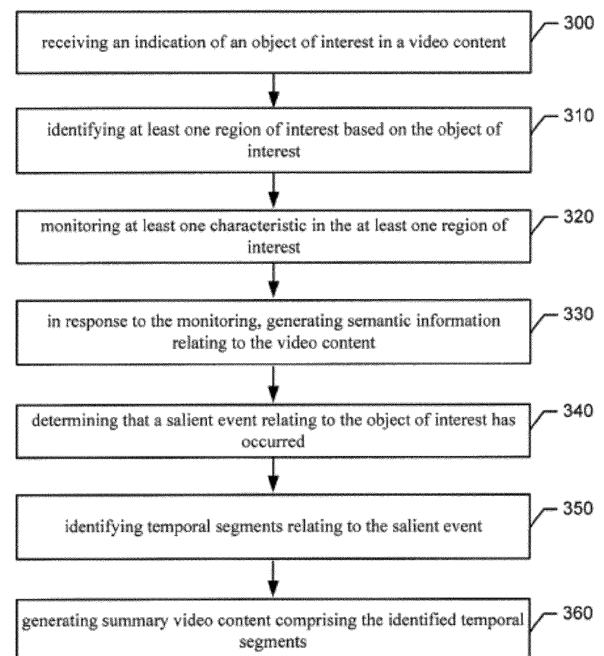 receiving an indication of an object of interest in a video content
300
identifying at least one region of interest based on the object of
interest
310
monitoring at least one characteristic in the at least one region of
interest
320
in response to the monitoring, generating semantic information
relating to the video content
330
determining that a salient event relating to the object of interest has
occurred
340
identifying temporal segments relating to the salient event
350
generating summary video content comprising the identified temporal
segments
360